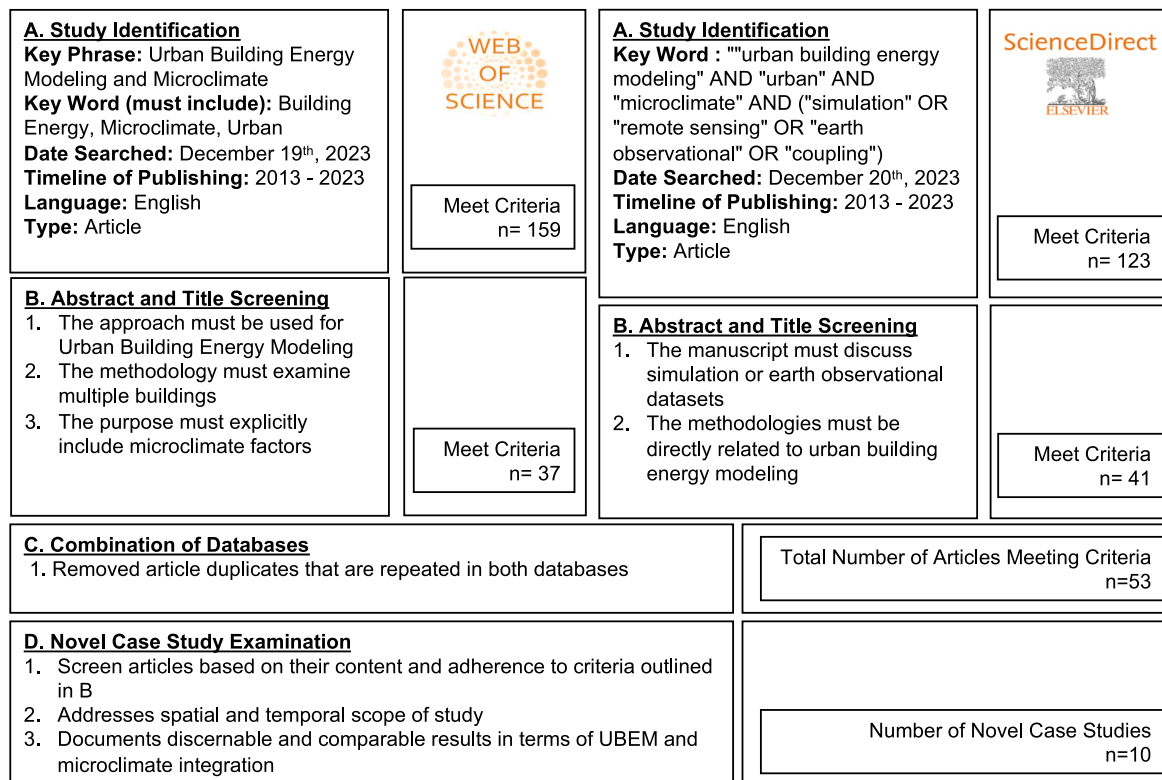 A. Study Identification
Key Phrase: Urban Building Energy
Modeling and Microclimate
Key Word (must include): Building
Energy, Microclimate, Urban
Date Searched: December 19th, 2023
Timeline of Publishing: 2013 - 2023
Language: English
Type: Article
WEB
OF
SCIENCE
Meet Criteria
n= 159
A. Study Identification
Key Word : ""urban building energy
modeling" AND "urban" AND
"microclimate" AND ("simulation" OR
"remote sensing" OR "earth
observational" OR "coupling")
Date Searched: December 20th, 2023
Timeline of Publishing: 2013 - 2023
Language: English
Type: Article
ScienceDirect
ELSEVIER
Meet Criteria
n= 123
B. Abstract and Title Screening
1. The approach must be used for
Urban Building Energy Modeling
2. The methodology must examine
multiple buildings
3. The purpose must explicitly
include microclimate factors
Meet Criteria
n= 37
B. Abstract and Title Screening
1. The manuscript must discuss
simulation or earth observational
datasets
2. The methodologies must be
directly related to urban building
energy modeling
Meet Criteria
n= 41
C. Combination of Databases
1. Removed article duplicates that are repeated in both databases
Total Number of Articles Meeting Criteria
n=53
D. Novel Case Study Examination
1. Screen articles based on their content and adherence to criteria outlined
in B
2. Addresses spatial and temporal scope of study
3. Documents discernable and comparable results in terms of UBEM and
microclimate integration
Number of Novel Case Studies
n=10